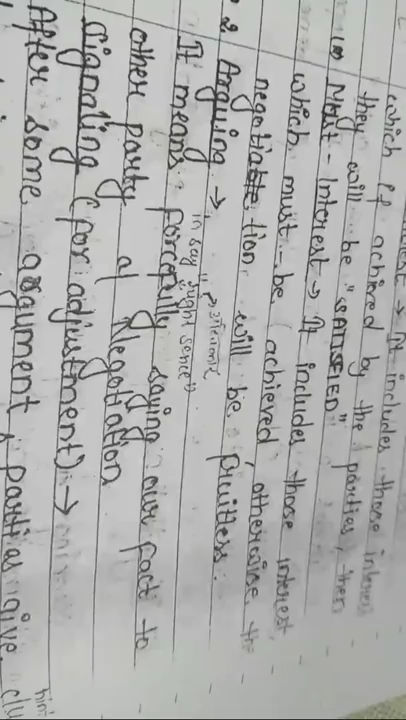 → It includes those interest
which if achieved by the parties, then
they will be "SATISFIED"
Must - Interest → It includes those interest
which must be achieved, otherwise the
negotiation will be fruitless.
2 Arguing →
It means forcefully saying our fact to
other party of Negotiation
Signaling (for adjustment) →
After some argument, parties give clu
hint